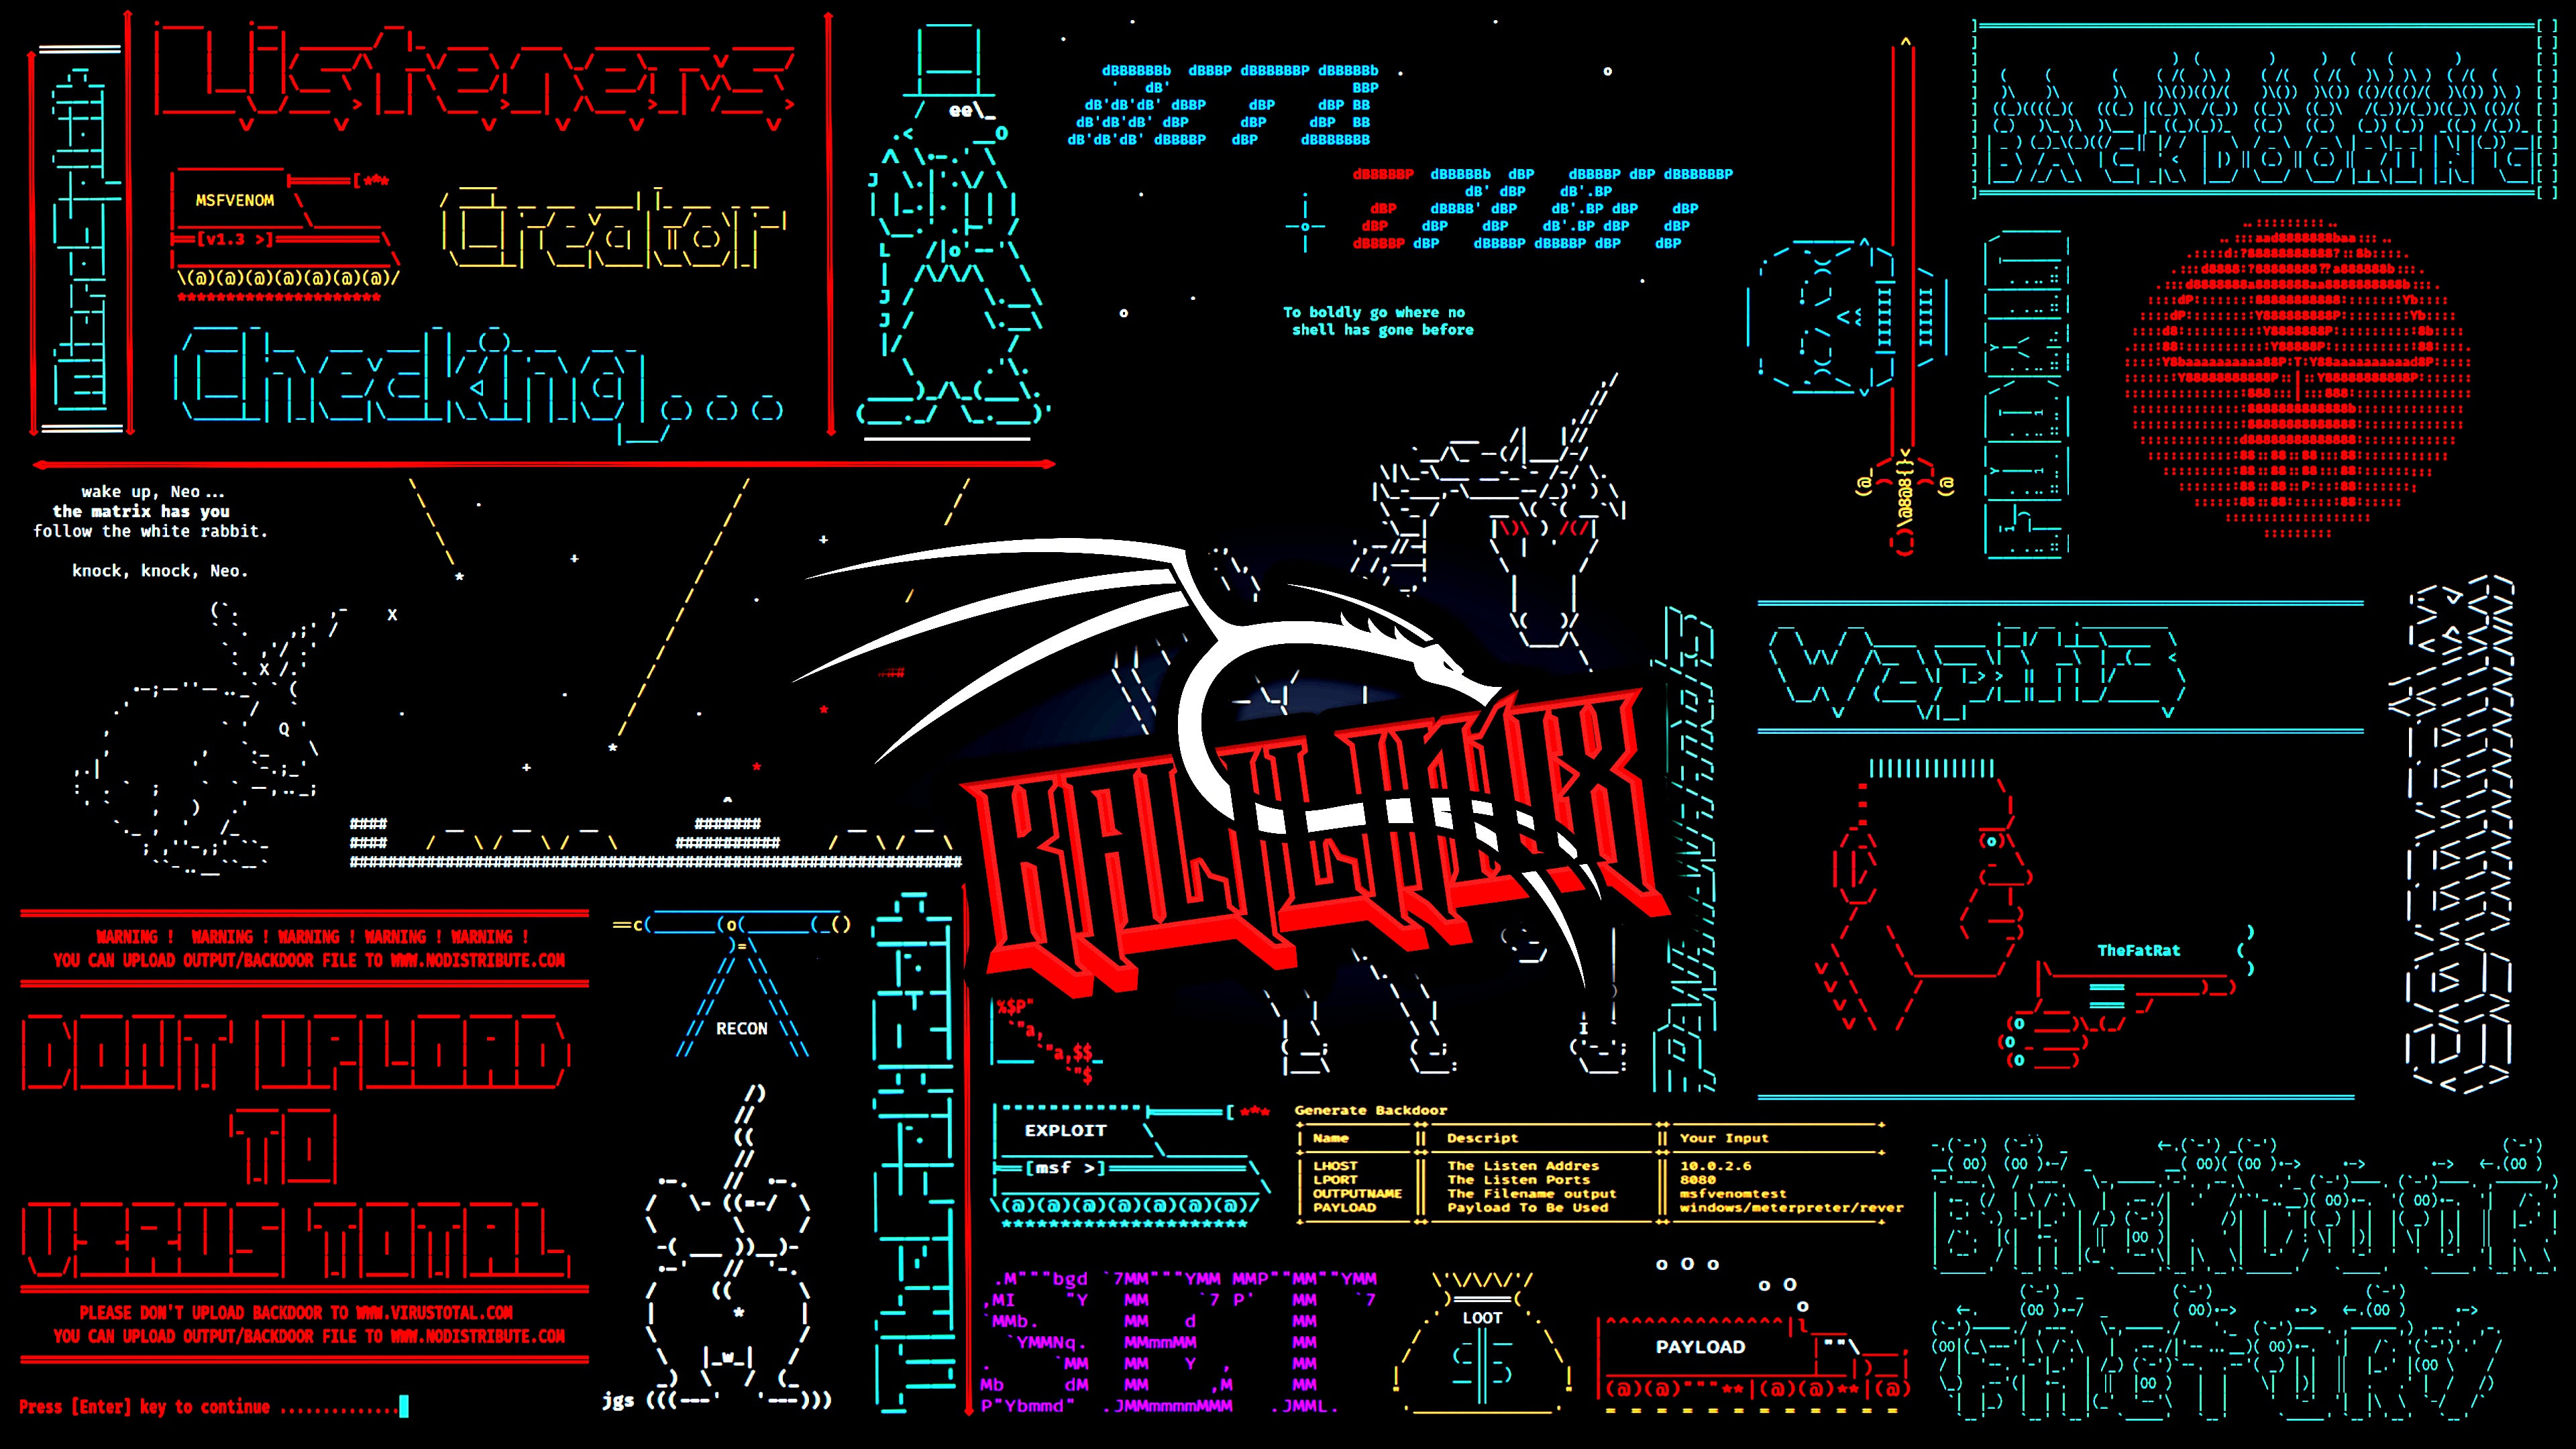 Listeners
MSFVENOM
[v1.3 >]
Creator
Checking...
To boldly go where no
shell has gone before
Backdooring
wake up, Neo...
the matrix has you
follow the white rabbit.
knock, knock, Neo.
KALI LINUX
TheFatRat
WARNING ! WARNING ! WARNING ! WARNING ! WARNING !
YOU CAN UPLOAD OUTPUT/BACKDOOR FILE TO WWW.NODISTRIBUTE.COM
DONT UPLOAD
TO
VIRUS TOTAL
PLEASE DON'T UPLOAD BACKDOOR TO WWW.VIRUSTOTAL.COM
YOU CAN UPLOAD OUTPUT/BACKDOOR FILE TO WWW.NODISTRIBUTE.COM
Press [Enter] key to continue ..............
RECON
jgs
EXPLOIT
[msf >]
Generate Backdoor
Name Descript Your Input
LHOST The Listen Addres 10.0.2.6
LPORT The Listen Ports 8080
OUTPUTNAME The Filename output msfvenomtest
PAYLOAD Payload To Be Used windows/meterpreter/rever
SET
LOOT
PAYLOAD
BACKDOOR
FACTORY